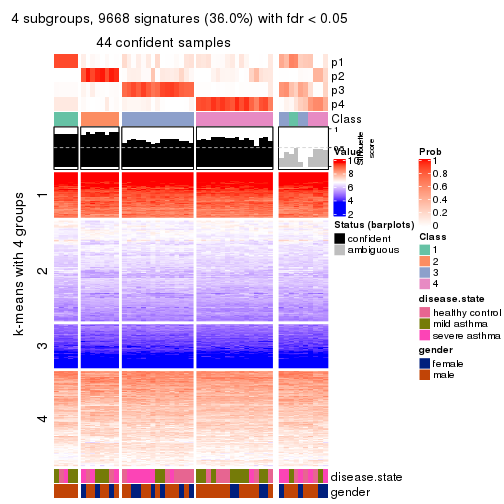 4 subgroups, 9668 signatures (36.0%) with fdr < 0.05
44 confident samples
p1
p2
p3
p4
Class
1
Silhouette
score
k-means with 4 groups
1
2
3
4
disease.state
gender
Value
10
8
6
4
2
Status (barplots)
confident
ambiguous
Prob
1
0.8
0.6
0.4
0.2
0
Class
1
2
3
4
disease.state
healthy control
mild asthma
severe asthma
gender
female
male